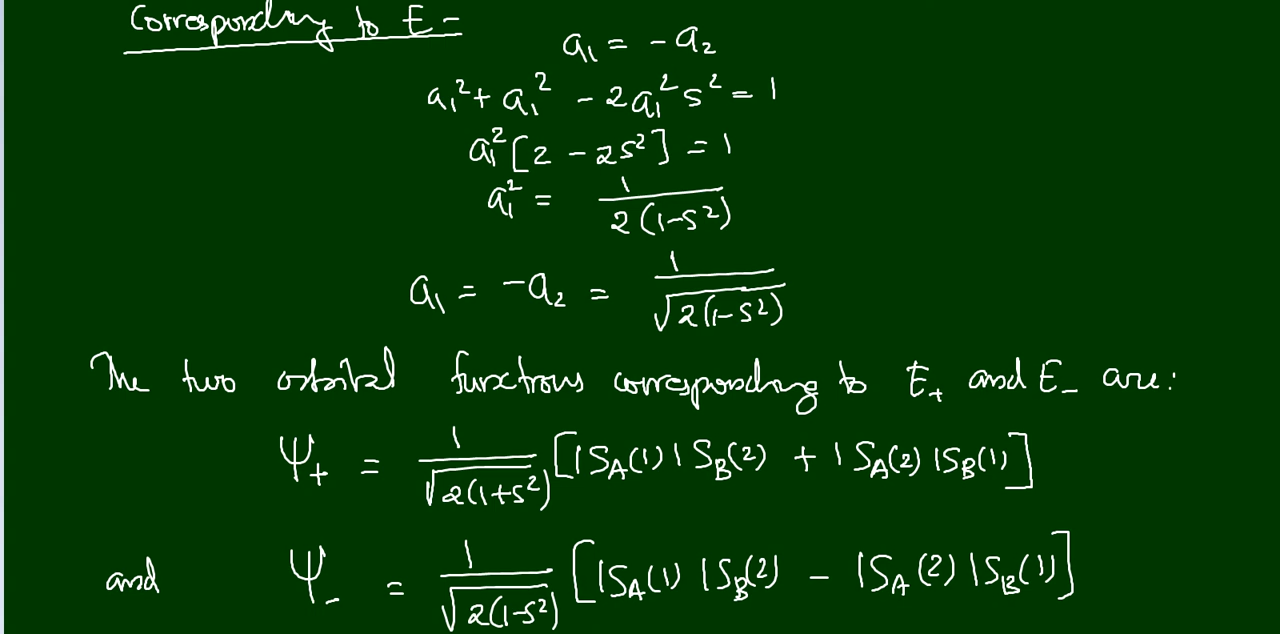 Corresponding to E-
a₁ = -a₂
a₁² + a₁² - 2a₁²s² = 1
a₁² [2 - 2s²] = 1
a₁² = 1 / 2(1-s²)
a₁ = -a₂ = 1 / √2(1-s²)
The two orbital functions corresponding to E₊ and E₋ are:
Ψ₊ = 1 / √2(1+s²) [1S_A(1) 1S_B(2) + 1S_A(2) 1S_B(1)]
and Ψ₋ = 1 / √2(1-s²) [1S_A(1) 1S_B(2) - 1S_A(2) 1S_B(1)]